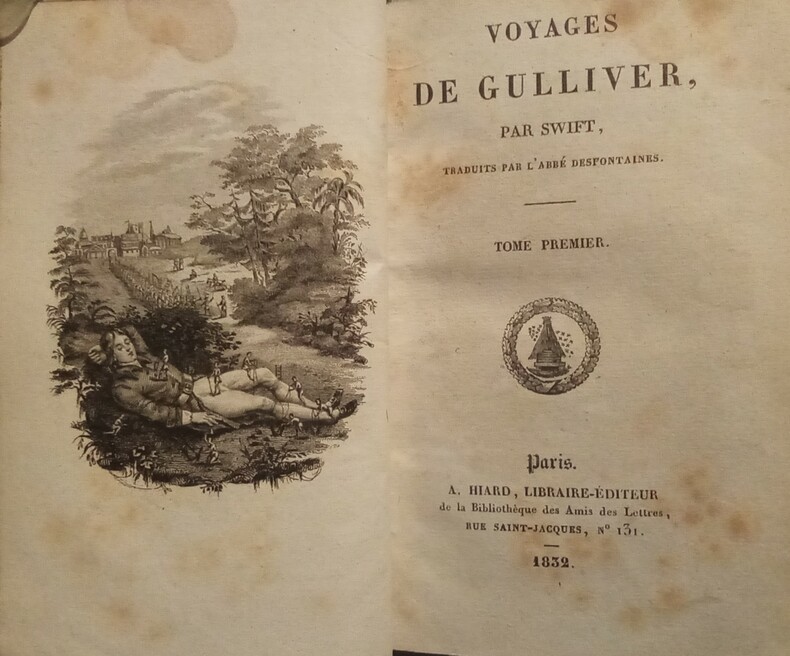 VOYAGES
DE GULLIVER,
PAR SWIFT,
TRADUITS PAR L'ABBÉ DESFONTAINES.
TOME PREMIER.
Paris.
A. HIARD, LIBRAIRE-ÉDITEUR
de la Bibliothèque des Amis des Lettres,
RUE SAINT-JACQUES, Nº 131.
1832.